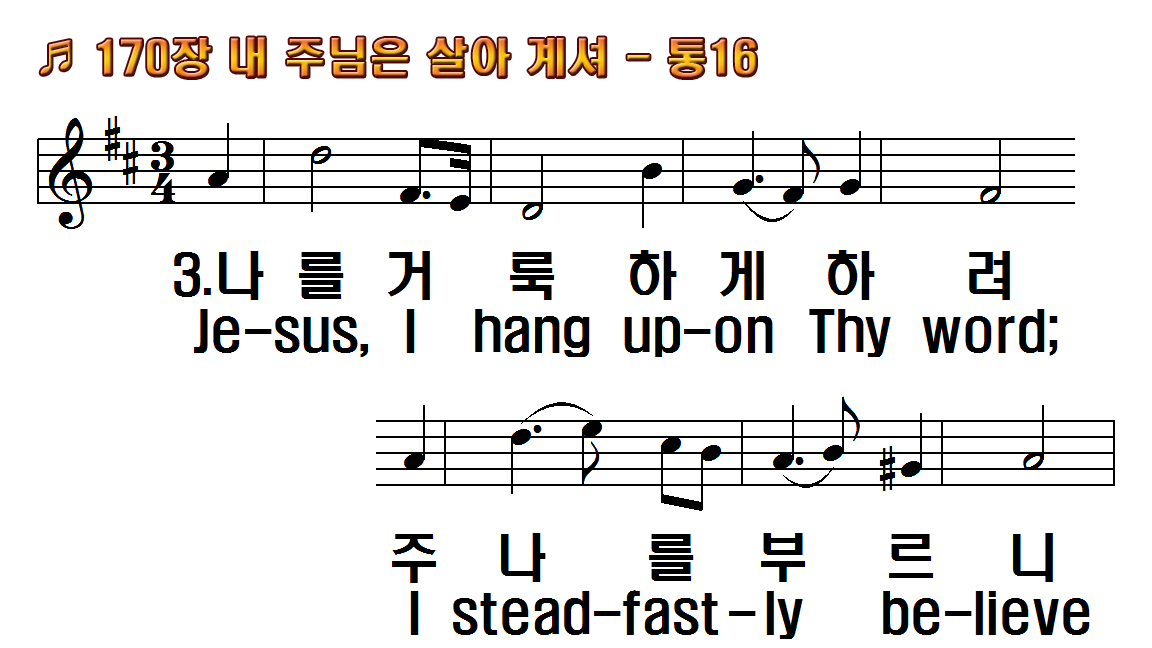 ♬ 170장 내 주님은 살아 계셔 - 통16
3
4
3.나 를 거 룩 하 게 하 려
Je-sus, I hang up-on Thy word;
주 나 를 부 르 니
I stead-fast-ly be-lieve